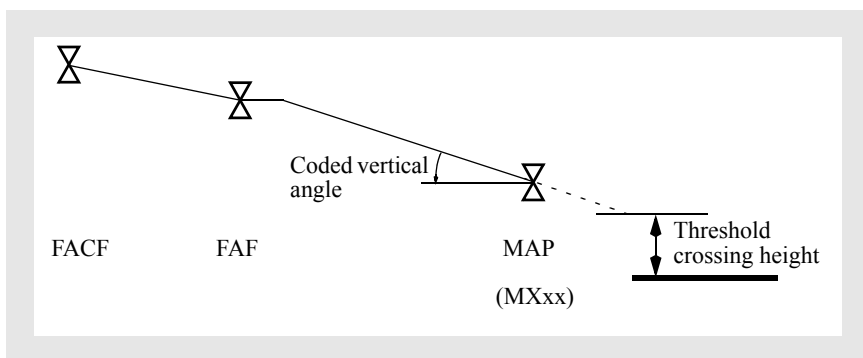 Coded vertical
angle
Threshold
crossing height
FACF
FAF
MAP
(MXxx)